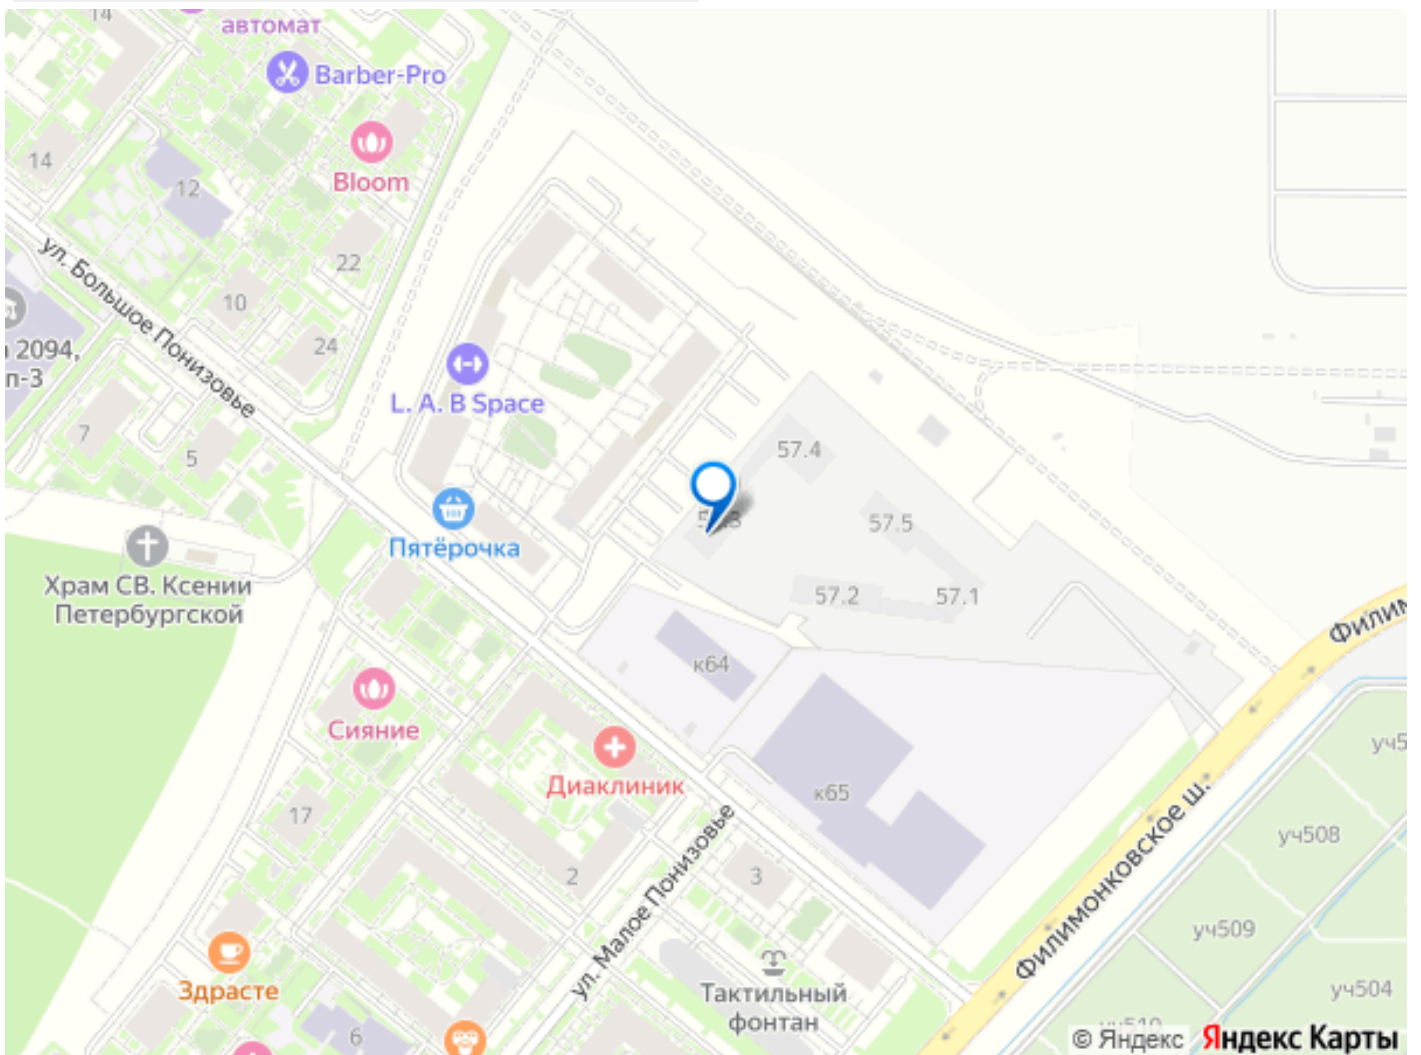 14
автомат
Barber-Pro
Bloom
14
12
22
10
24
ул. Большое Понизовье
2094,
п-3
7
5
L. A. B Space
57.4
57.5
57.2
57.1
Пятёрочка
Храм СВ. Ксении
Петербургской
к64
к65
Сияние
Диаклиник
17
2
3
ул. Малое Понизовье
Филимонковское ш.
уч508
уч509
уч504
Здрасте
6
Тактильный
фонтан
© Яндекс Яндекс Карты